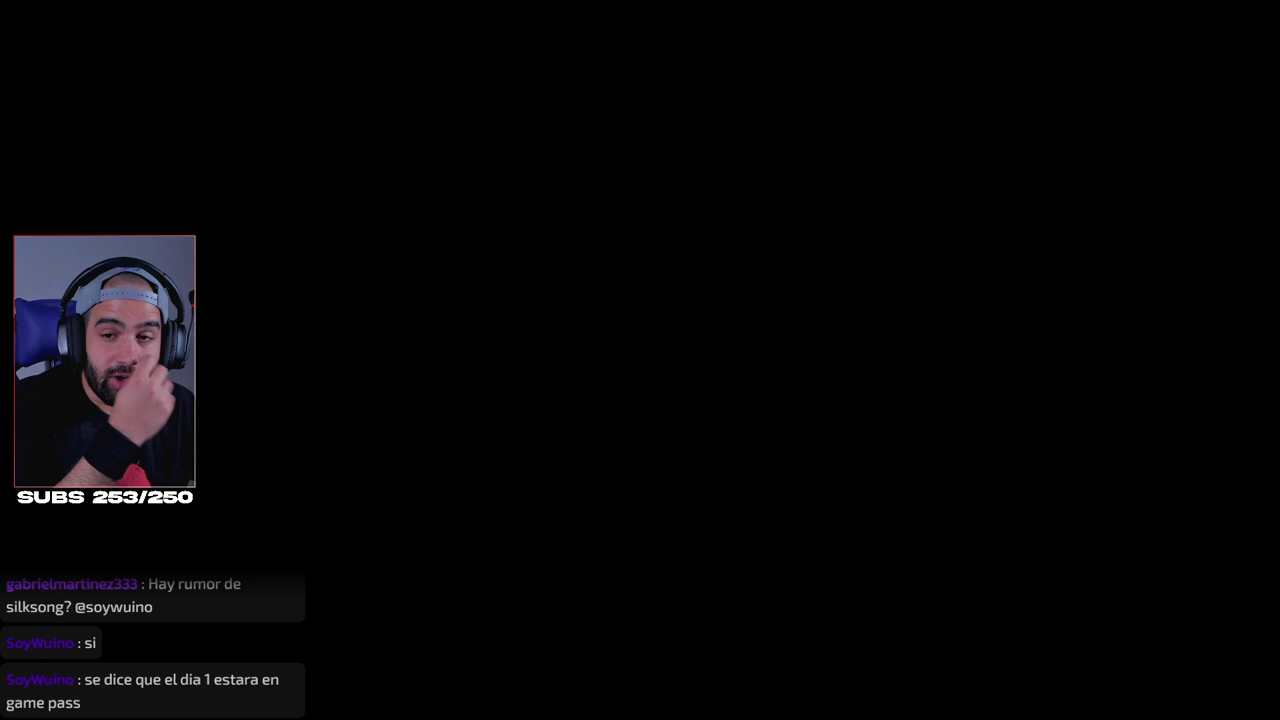 SUBS 253/250
gabrielmartinez333 : Hay rumor de
silksong? @soywuino
SoyWuino : si
SoyWuino : se dice que el dia 1 estara en
game pass